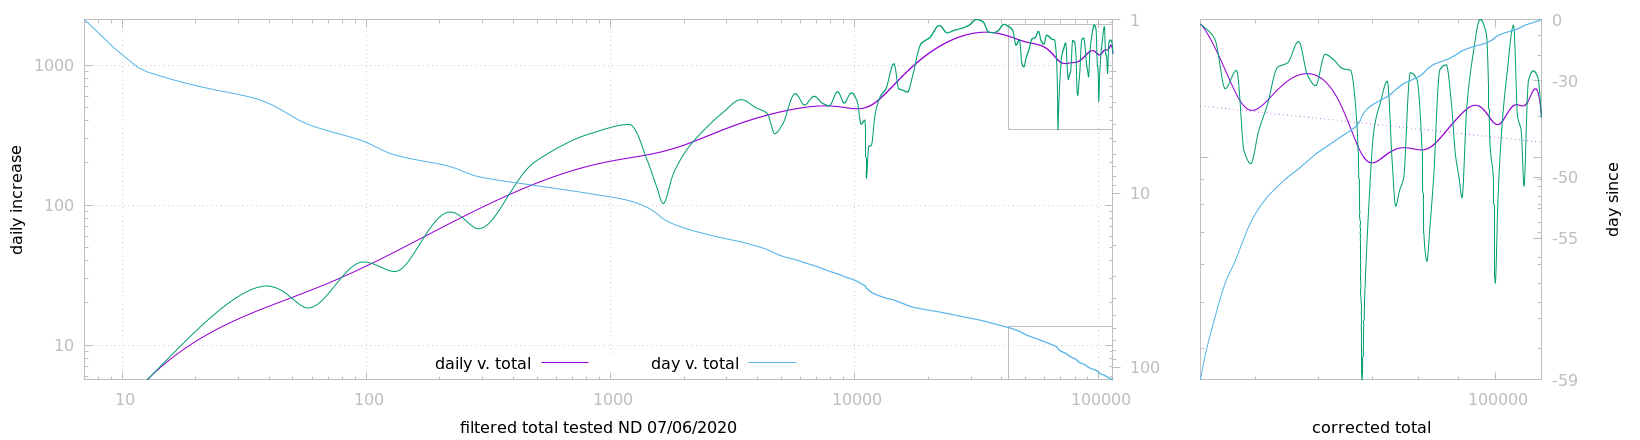 daily increase
1000
100
10
10
100
1000
10000
100000
filtered total tested ND 07/06/2020
daily v. total
day v. total
1
10
100
0
-30
-50
-55
-59
day since
100000
corrected total